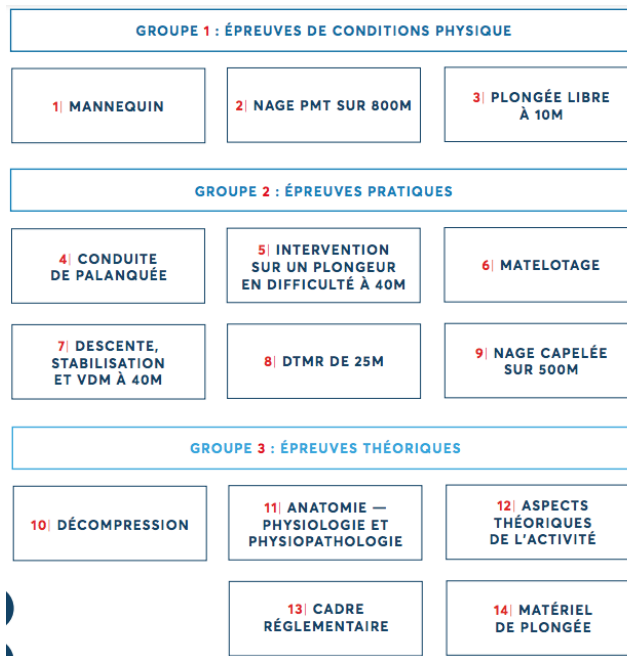 GROUPE 1 : ÉPREUVES DE CONDITIONS PHYSIQUE
1| MANNEQUIN
2| NAGE PMT SUR 800M
3| PLONGÉE LIBRE
À 10M
GROUPE 2 : ÉPREUVES PRATIQUES
4| CONDUITE
DE PALANQUÉE
5| INTERVENTION
SUR UN PLONGEUR
EN DIFFICULTÉ À 40M
6| MATELOTAGE
7| DESCENTE,
STABILISATION
ET VDM À 40M
8| DTMR DE 25M
9| NAGE CAPELÉE
SUR 500M
GROUPE 3 : ÉPREUVES THÉORIQUES
10| DÉCOMPRESSION
11| ANATOMIE —
PHYSIOLOGIE ET
PHYSIOPATHOLOGIE
12| ASPECTS
THÉORIQUES
DE L'ACTIVITÉ
13| CADRE
RÉGLEMENTAIRE
14| MATÉRIEL
DE PLONGÉE